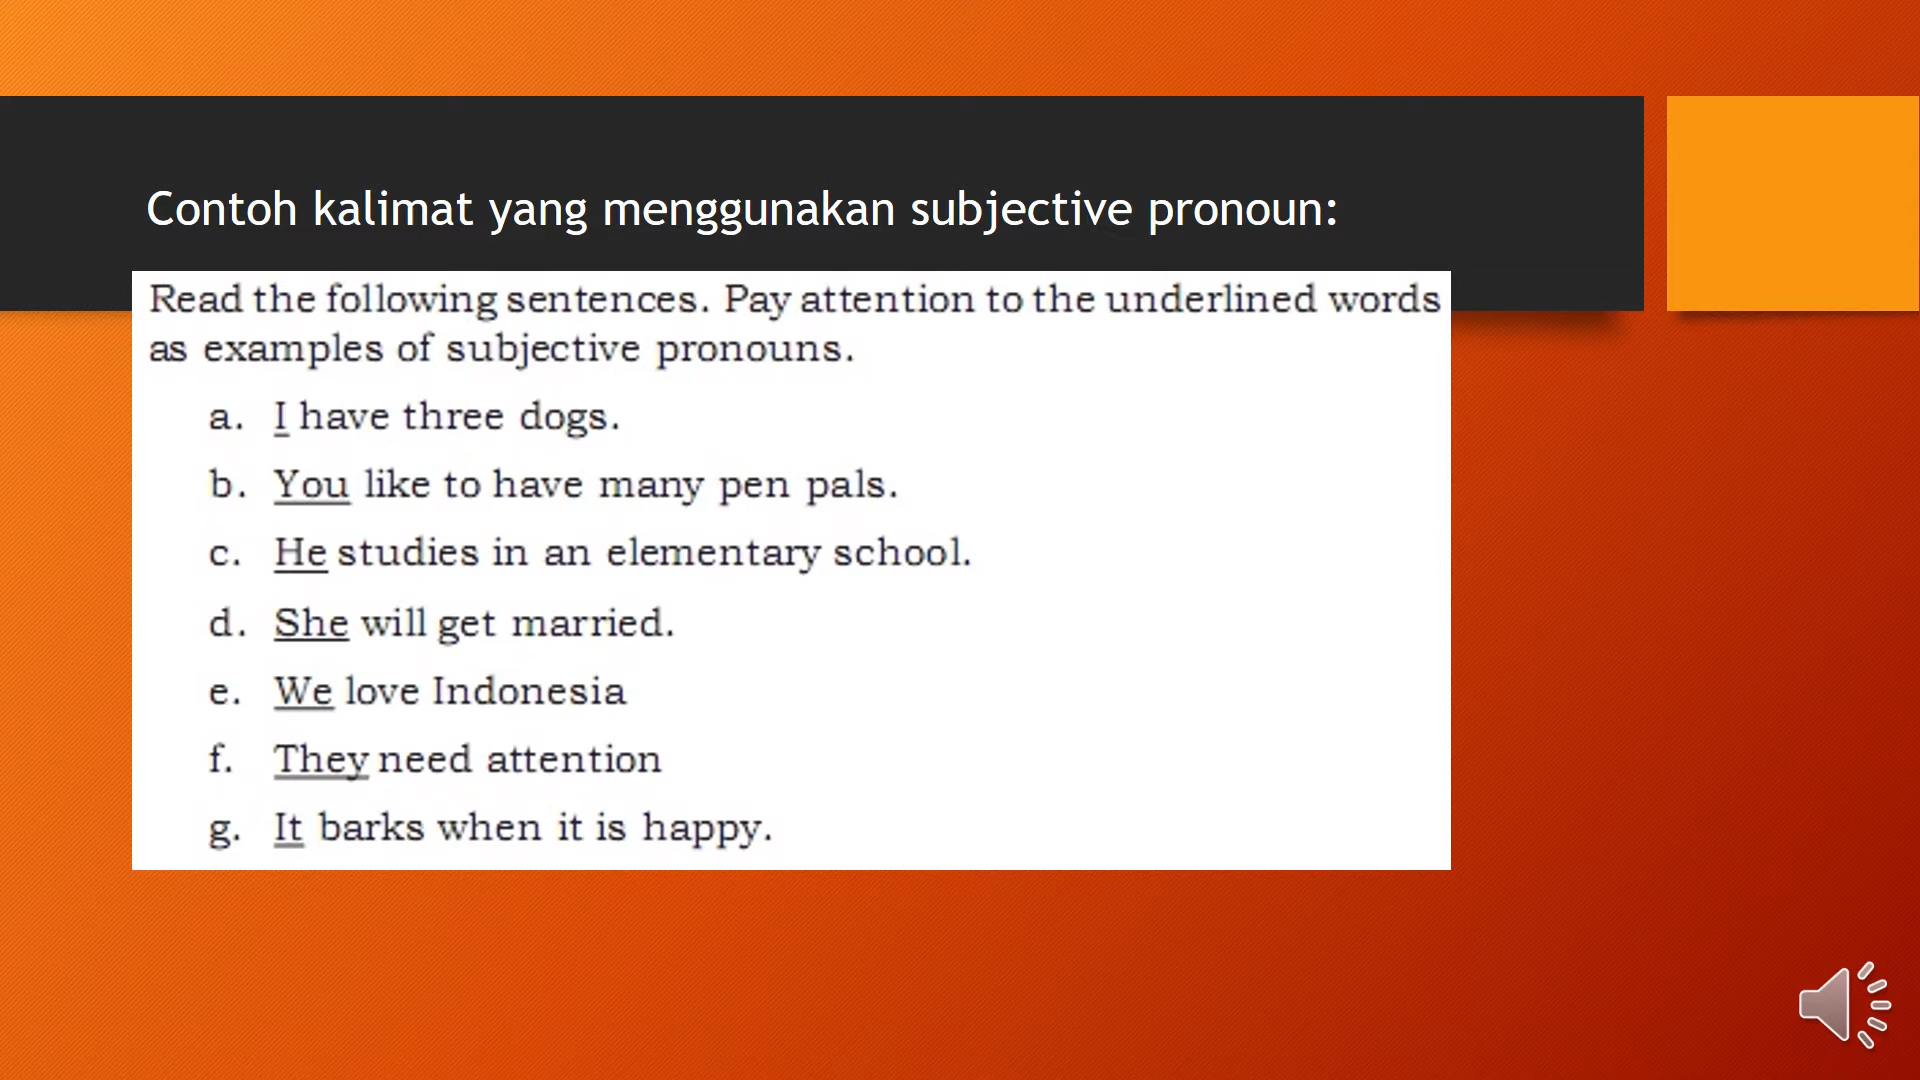 Contoh kalimat yang menggunakan subjective pronoun:
Read the following sentences. Pay attention to the underlined words
as examples of subjective pronouns.
a. I have three dogs.
b. You like to have many pen pals.
c. He studies in an elementary school.
d. She will get married.
e. We love Indonesia
f. They need attention
g. It barks when it is happy.